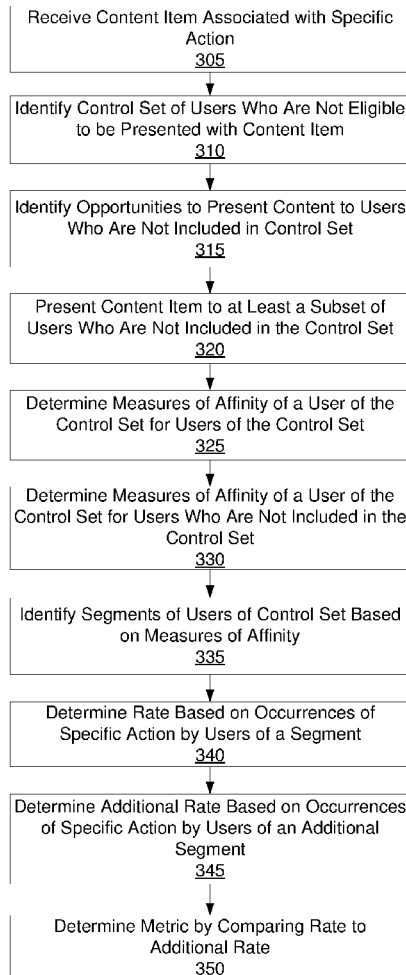 Receive Content Item Associated with Specific
Action
305
Identify Control Set of Users Who Are Not Eligible
to be Presented with Content Item
310
Identify Opportunities to Present Content to Users
Who Are Not Included in Control Set
315
Present Content Item to at Least a Subset of
Users Who Are Not Included in the Control Set
320
Determine Measures of Affinity of a User of the
Control Set for Users of the Control Set
325
Determine Measures of Affinity of a User of the
Control Set for Users Who Are Not Included in the
Control Set
330
Identify Segments of Users of Control Set Based
on Measures of Affinity
335
Determine Rate Based on Occurrences of
Specific Action by Users of a Segment
340
Determine Additional Rate Based on Occurrences
of Specific Action by Users of an Additional
Segment
345
Determine Metric by Comparing Rate to
Additional Rate
350